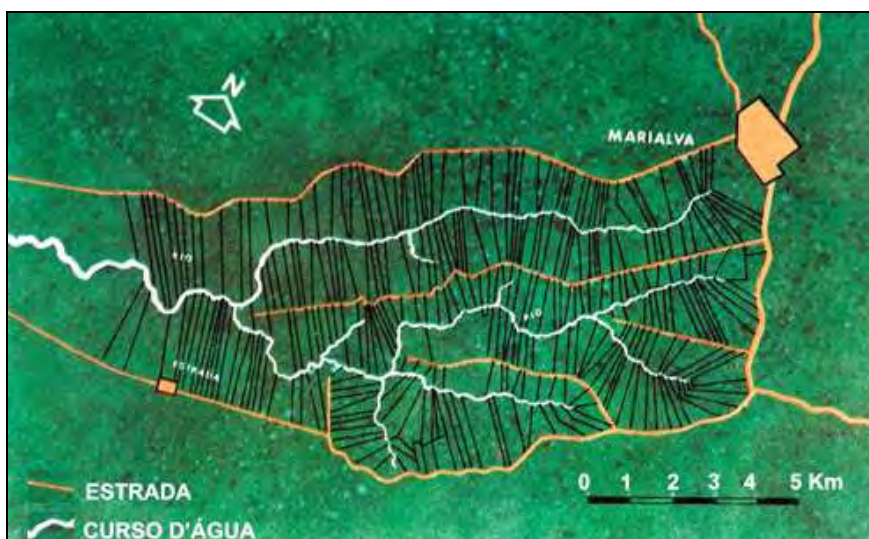 N
MARIALVA
RIO
RIO
ESTRADA
0 1 2 3 4 5 Km
ESTRADA
CURSO D'ÁGUA